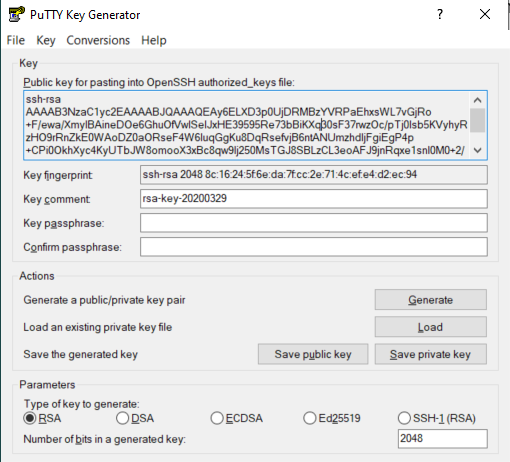 PuTTY Key Generator
File Key Conversions Help
Key
Public key for pasting into OpenSSH authorized_keys file:
ssh-rsa
AAAAB3NzaC1yc2EAAAABJQAAAQEAy6ELXD3p0UjDRMBzYVRPaEhxsWL7vGjRo
+F/ewa/XmylBAineDOe6GhuOfVwlSelJxHE39595Re73bBiKXqβ0sF37rwzOc/pTj0Isb5KVyhyR
zHO9rRnZkE0WAoDZ0aORseF4W6IuqGgKu8DqRsefvjB6ntANUmzhdIjFgiEgP4p
+CPi0OkhXyc4KyUTbJW8omooX3xBc8qw9lj250MsTGJ8SBLzCL3eoAFJ9jnRqxe1snI0M0+2/
Key fingerprint: ssh-rsa 2048 8c:16:24:5f:6e:da:7f:cc:2e:71:4c:ef:e4:d2:ec:94
Key comment: rsa-key-20200329
Key passphrase:
Confirm passphrase:
Actions
Generate a public/private key pair Generate
Load an existing private key file Load
Save the generated key Save public key Save private key
Parameters
Type of key to generate:
RSA DSA ECDSA Ed25519 SSH-1 (RSA)
Number of bits in a generated key: 2048